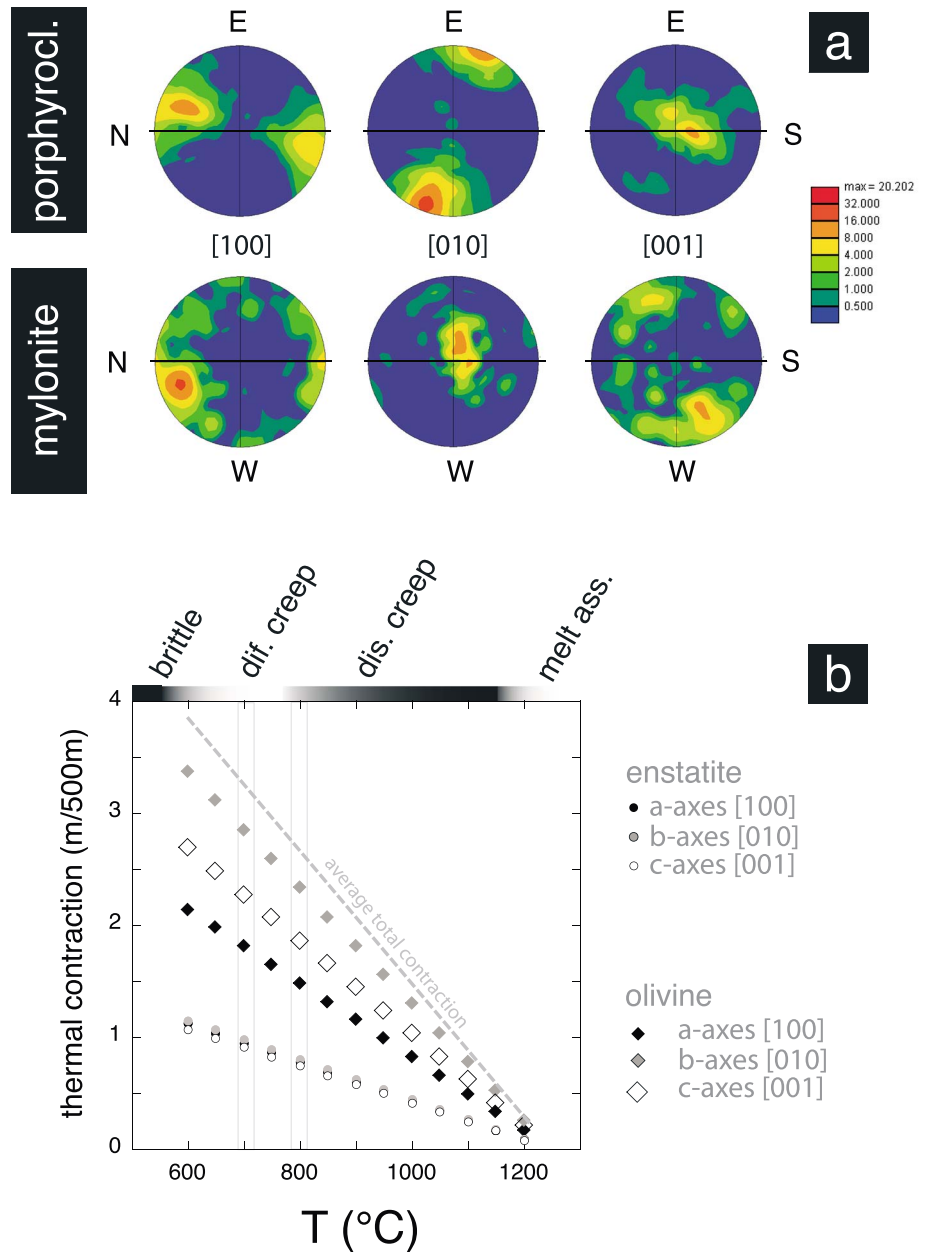 porphyrocl.
E E E
a
N S
max = 20.202
32.000
16.000
8.000
4.000
2.000
1.000
0.500
[100] [010] [001]
mylonite
N S
W W W
brittle
dif. creep
dis. creep
melt ass.
b
4
3
2
1
0
thermal contraction (m/500m)
average total contraction
600 800 1000 1200
T (°C)
enstatite
a-axes [100]
b-axes [010]
c-axes [001]
olivine
a-axes [100]
b-axes [010]
c-axes [001]